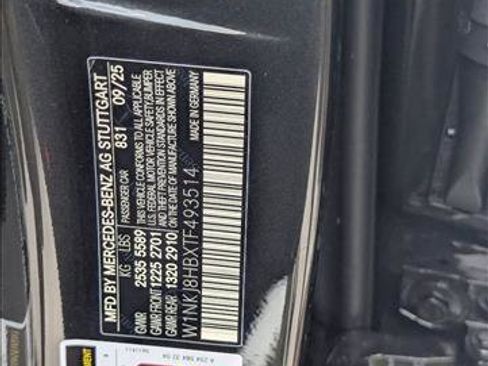 MFD BY MERCEDES-BENZ AG STUTTGART
PASSENGER CAR 831 09/25
KG LBS
GVWR 2535 5589
GAWR FRONT 1225 2701
GAWR REAR 1320 2910
THIS VEHICLE CONFORMS TO ALL APPLICABLE
U.S. FEDERAL MOTOR VEHICLE SAFETY, BUMPER
AND THEFT PREVENTION STANDARDS IN EFFECT
ON THE DATE OF MANUFACTURE SHOWN ABOVE
W1NKJ8HBXTF493514
MADE IN GERMANY